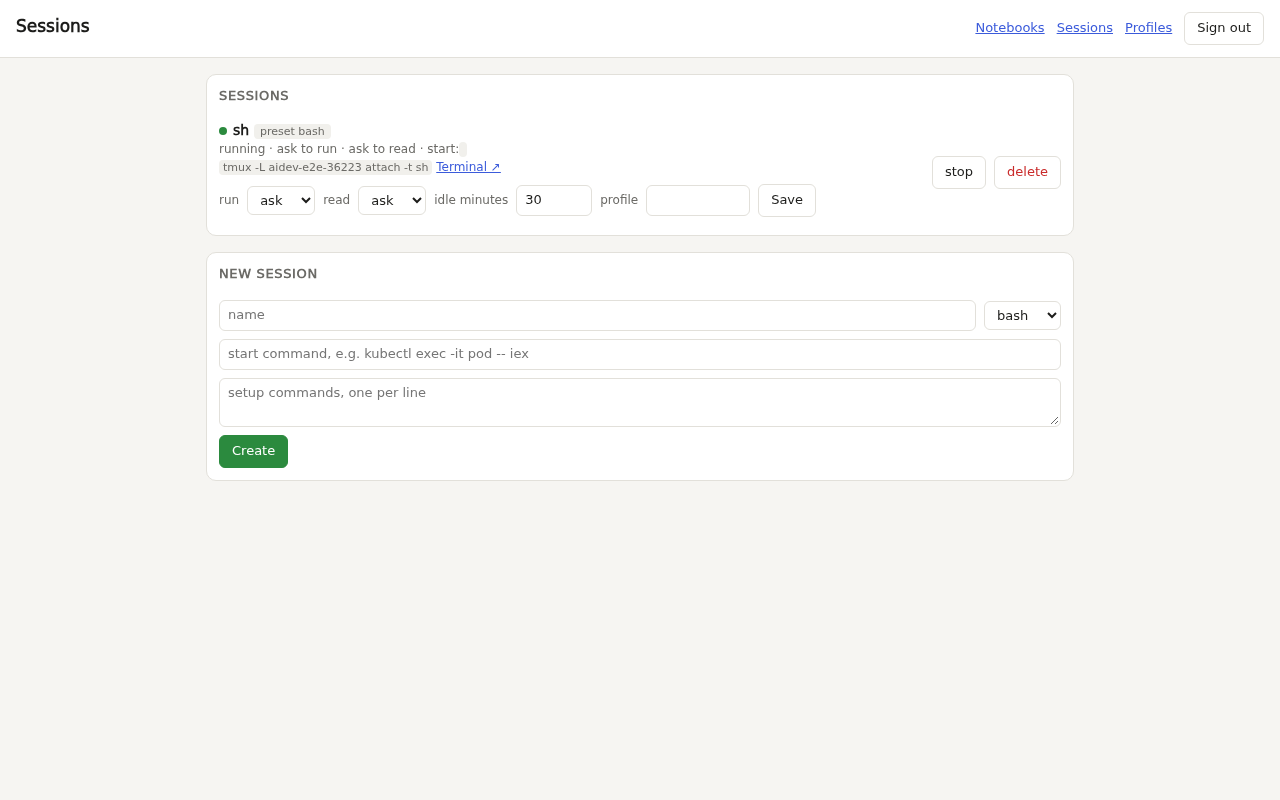 Sessions
Notebooks Sessions Profiles Sign out
SESSIONS
sh preset bash
running · ask to run · ask to read · start:
tmux -L aidev-e2e-36223 attach -t sh Terminal ↗
stop delete
run ask read ask idle minutes 30 profile Save
NEW SESSION
name bash
start command, e.g. kubectl exec -it pod -- iex
setup commands, one per line
Create